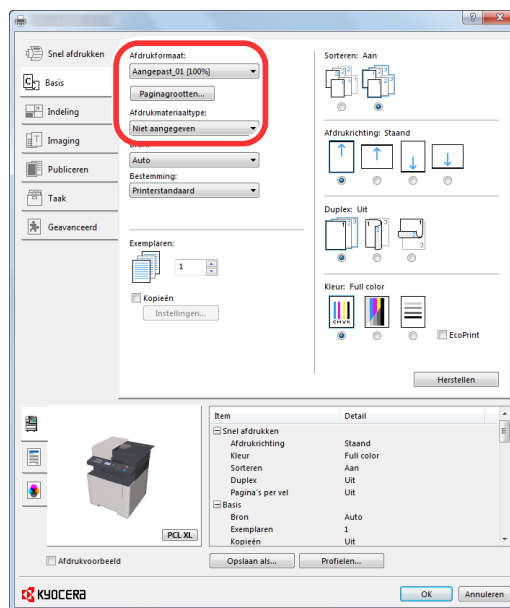 Snel afdrukken
Basis
Indeling
Imaging
Publiceren
Taak
Geavanceerd
Afdrukformaat:
Aangepast_01 [100%]
Paginagrootten...
Afdrukmateriaaltype:
Niet aangegeven
Auto
Bestemming:
Printerstandaard
Exemplaren:
1
Kopieën
Instellingen...
Sorteren: Aan
Afdrukrichting: Staand
Duplex: Uit
Kleur: Full color
CMYK
EcoPrint
Herstellen
PCL XL
Afdrukvoorbeeld
Item Detail
Snel afdrukken
Afdrukrichting Staand
Kleur Full color
Sorteren Aan
Duplex Uit
Pagina's per vel Uit
Basis
Bron Auto
Exemplaren 1
Kopieën Uit
Opslaan als... Profielen...
KYOCERA
OK Annuleren